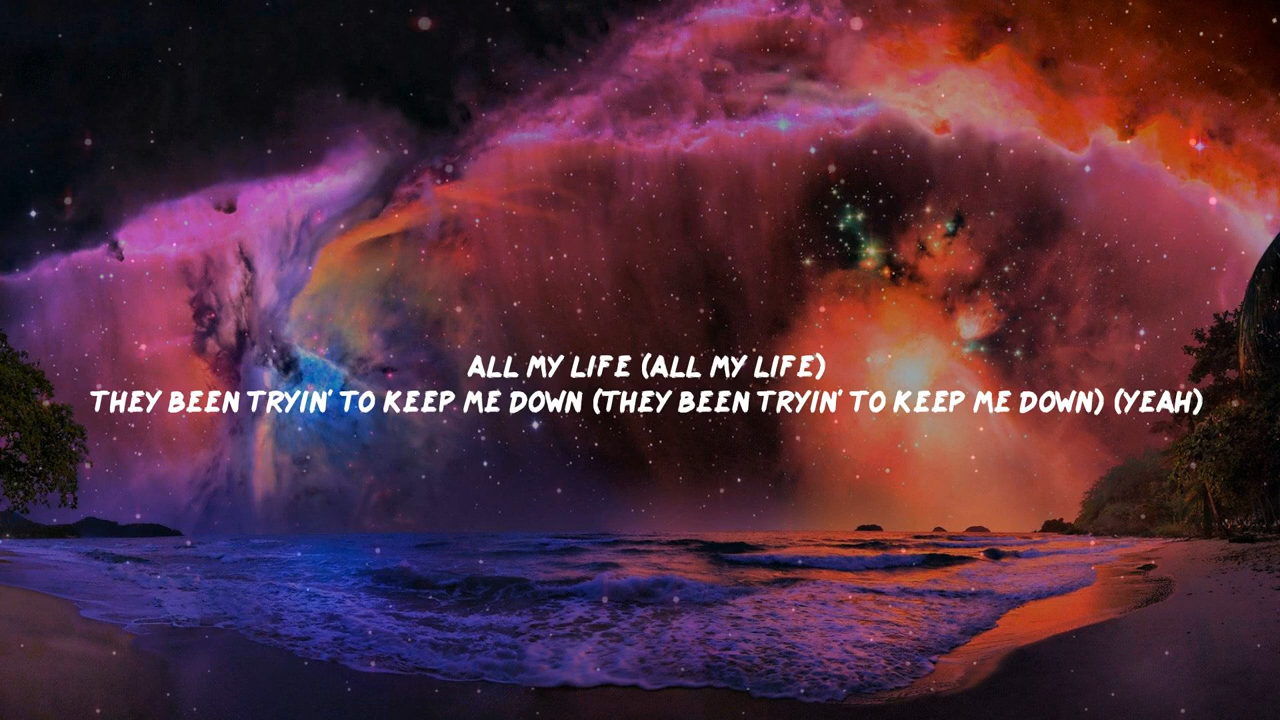 ALL MY LIFE (ALL MY LIFE)
THEY BEEN TRYIN' TO KEEP ME DOWN (THEY BEEN TRYIN' TO KEEP ME DOWN) (YEAH)